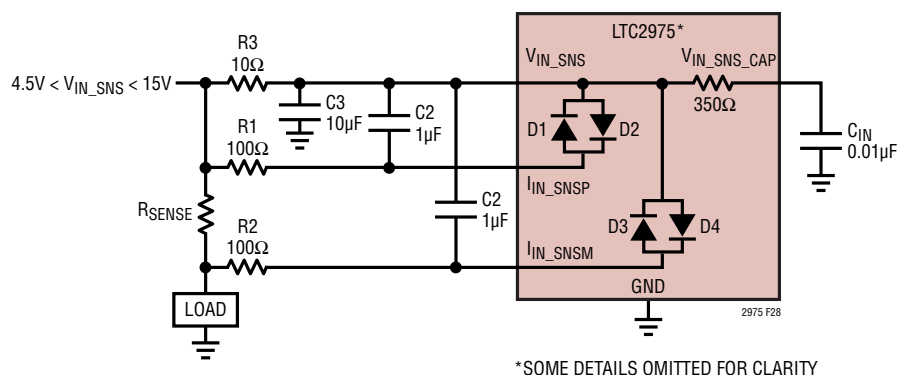 LTC2975*
R3
10Ω
V_IN_SNS
V_IN_SNS_CAP
4.5V < V_IN_SNS < 15V
350Ω
C3
10µF
C2
1µF
D1
D2
C_IN
0.01µF
R1
100Ω
I_IN_SNSP
R_SENSE
C2
1µF
D3
D4
R2
100Ω
I_IN_SNSM
GND
LOAD
2975 F28
*SOME DETAILS OMITTED FOR CLARITY